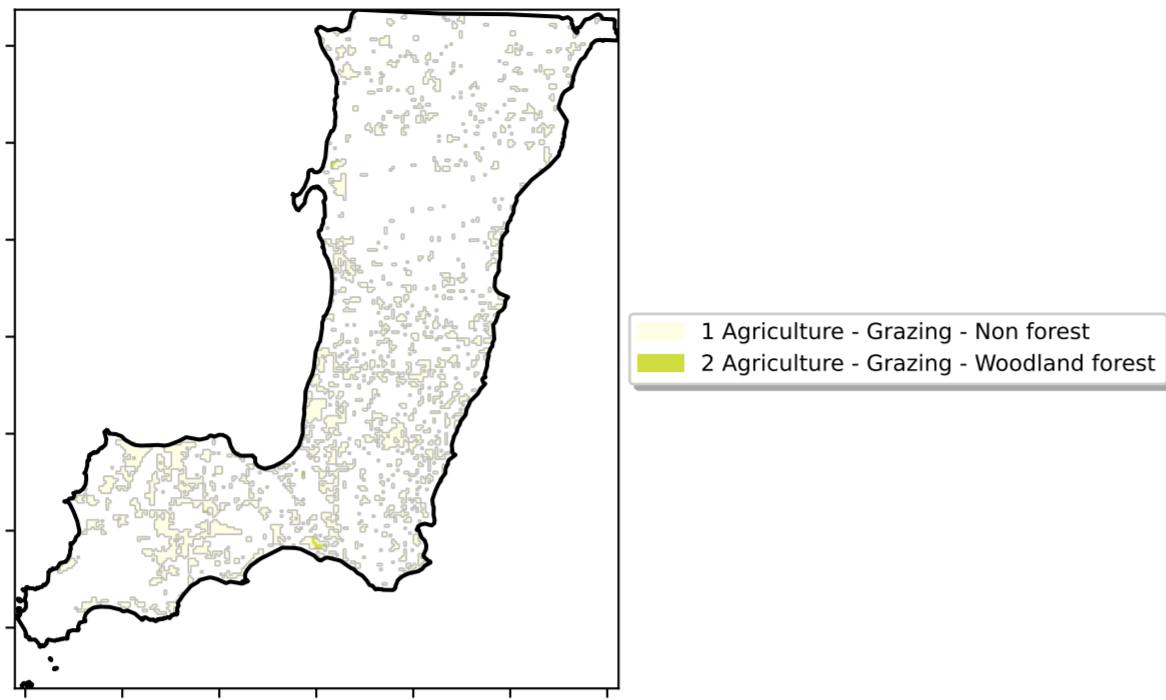 1 Agriculture - Grazing - Non forest
2 Agriculture - Grazing - Woodland forest